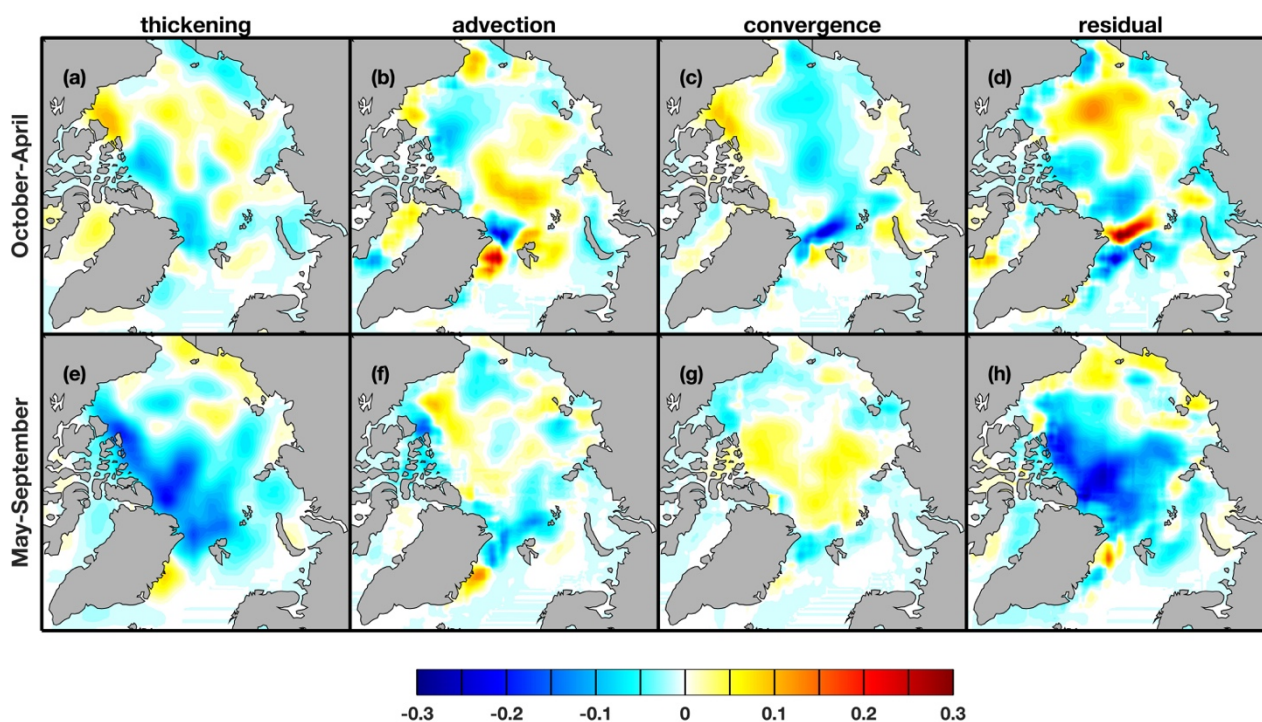 thickening advection convergence residual
October-April
(a) (b) (c) (d)
May-September
(e) (f) (g) (h)
-0.3 -0.2 -0.1 0 0.1 0.2 0.3